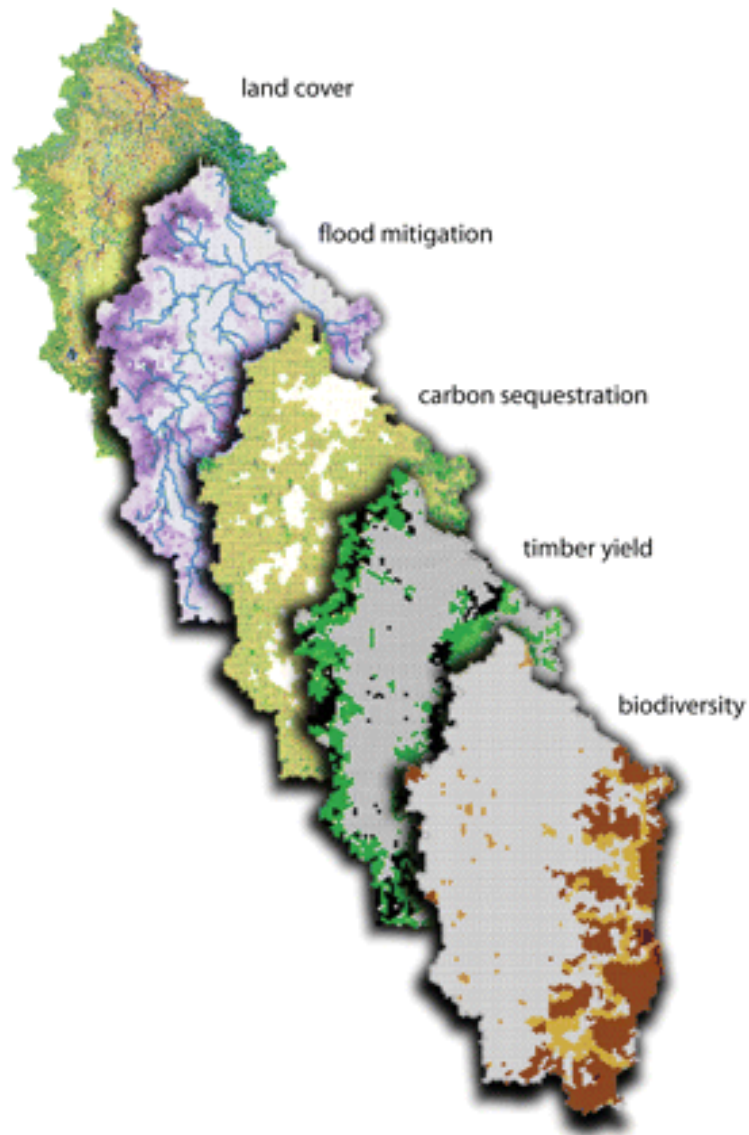 land cover
flood mitigation
carbon sequestration
timber yield
biodiversity